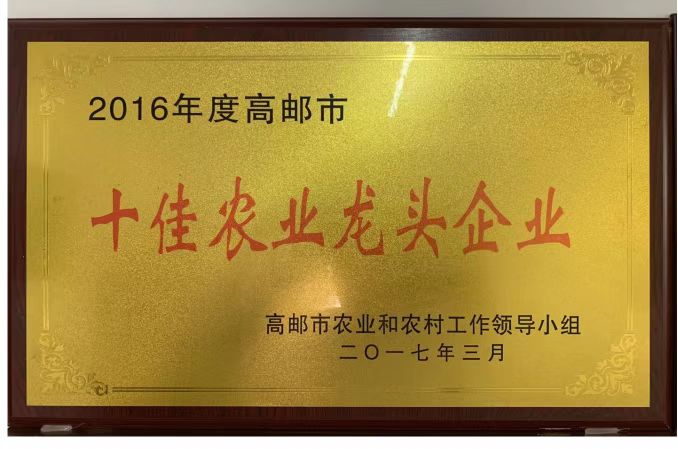 2016年度高邮市
十佳农业龙头企业
高邮市农业和农村工作领导小组
二〇一七年三月